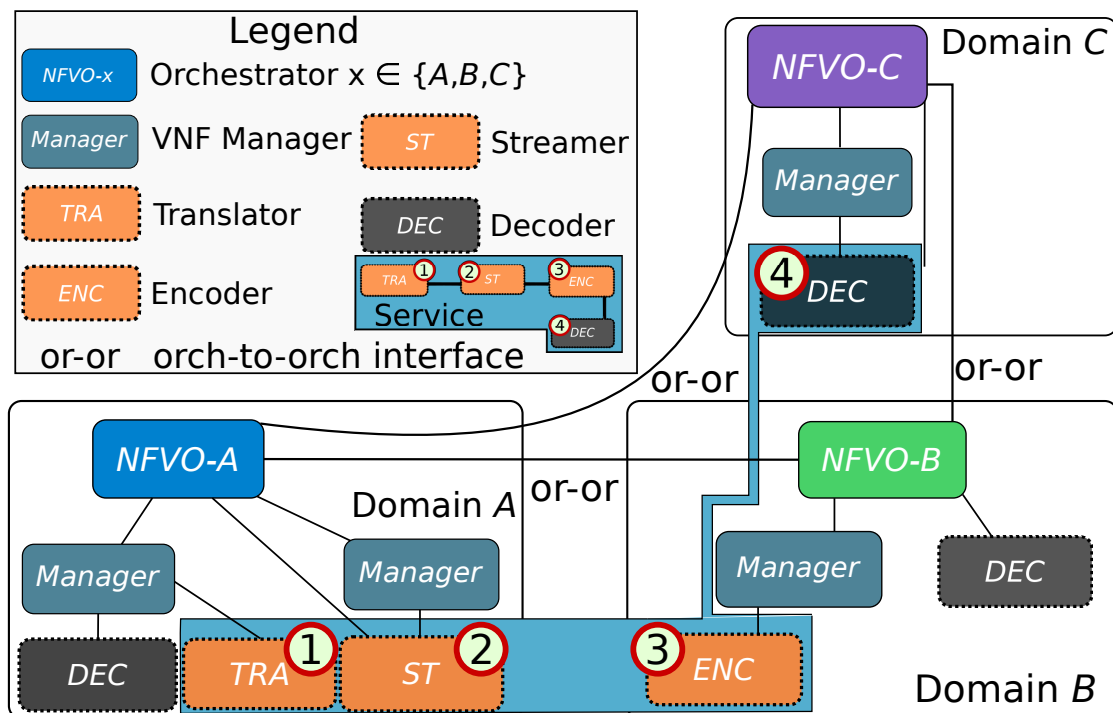 Legend
NFVO-x Orchestrator x ∈ {A,B,C}
Manager VNF Manager
ST Streamer
TRA Translator
DEC Decoder
ENC Encoder
TRA 1 2 ST 3 ENC
Service
4 DEC
or-or orch-to-orch interface
Domain C
NFVO-C
Manager
4 DEC
or-or
or-or
NFVO-A
NFVO-B
or-or
Domain A
Manager
Manager
Manager
DEC
DEC
TRA 1
ST 2
3 ENC
Domain B